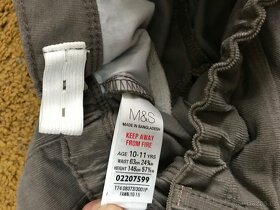 M&S
MADE IN BANGLADESH
KEEP AWAY
FROM FIRE
AGE 10-11 YRS
WAIST 63cm 24¾in
HEIGHT 146cm 57½in
02207599